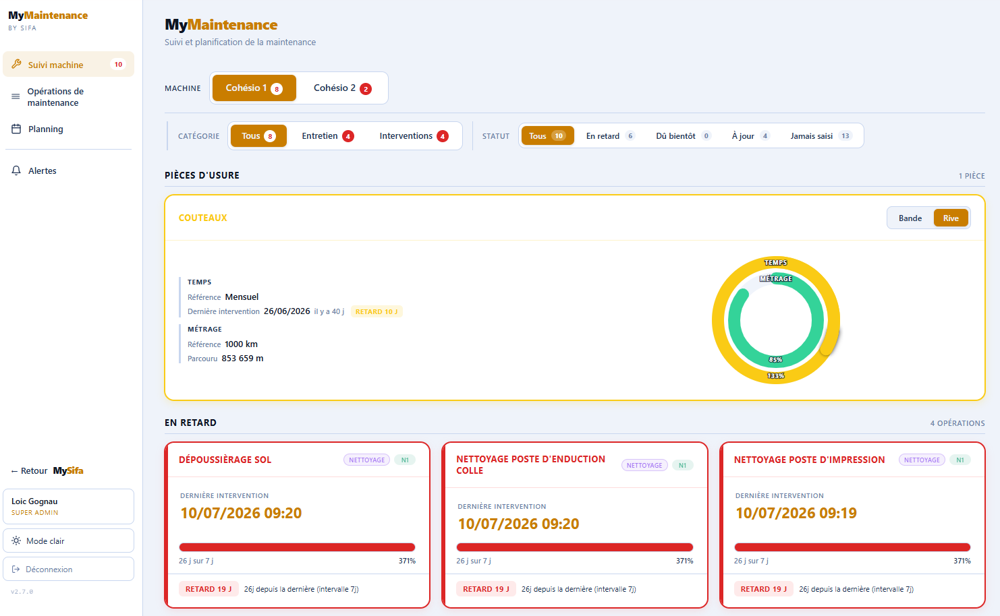 MyMaintenance
BY SIFA
Suivi machine 10
Opérations de
maintenance
Planning
Alertes
← Retour MySifa
Loic Gognau
SUPER ADMIN
Mode clair
Déconnexion
v2.7.0
MyMaintenance
Suivi et planification de la maintenance
MACHINE Cohésio 1 8 Cohésio 2 2
CATÉGORIE Tous 8 Entretien 4 Interventions 4 STATUT Tous 10 En retard 6 Dû bientôt 0 À jour 4 Jamais saisi 13
PIÈCES D'USURE 1 PIÈCE
COUTEAUX Bande Rive
TEMPS
Référence Mensuel
Dernière intervention 26/06/2026 il y a 40 j RETARD 10 J
MÉTRAGE
Référence 1000 km
Parcouru 853 659 m
TEMPS
MÉTRAGE
85%
133%
EN RETARD 4 OPÉRATIONS
DÉPOUSSIÈRAGE SOL NETTOYAGE N1
DERNIÈRE INTERVENTION
10/07/2026 09:20
26 j sur 7 j 371%
RETARD 19 J 26j depuis la dernière (intervalle 7j)
NETTOYAGE POSTE D'ENDUCTION
COLLE NETTOYAGE N1
DERNIÈRE INTERVENTION
10/07/2026 09:20
26 j sur 7 j 371%
RETARD 19 J 26j depuis la dernière (intervalle 7j)
NETTOYAGE POSTE D'IMPRESSION NETTOYAGE N1
DERNIÈRE INTERVENTION
10/07/2026 09:19
26 j sur 7 j 371%
RETARD 19 J 26j depuis la dernière (intervalle 7j)